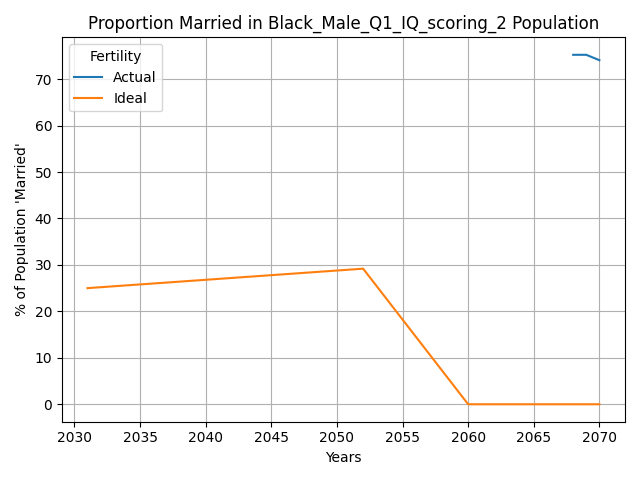 Proportion Married in Black_Male_Q1_IQ_scoring_2 Population
Fertility
Actual
Ideal
% of Population 'Married'
70
60
50
40
30
20
10
0
2030 2035 2040 2045 2050 2055 2060 2065 2070
Years